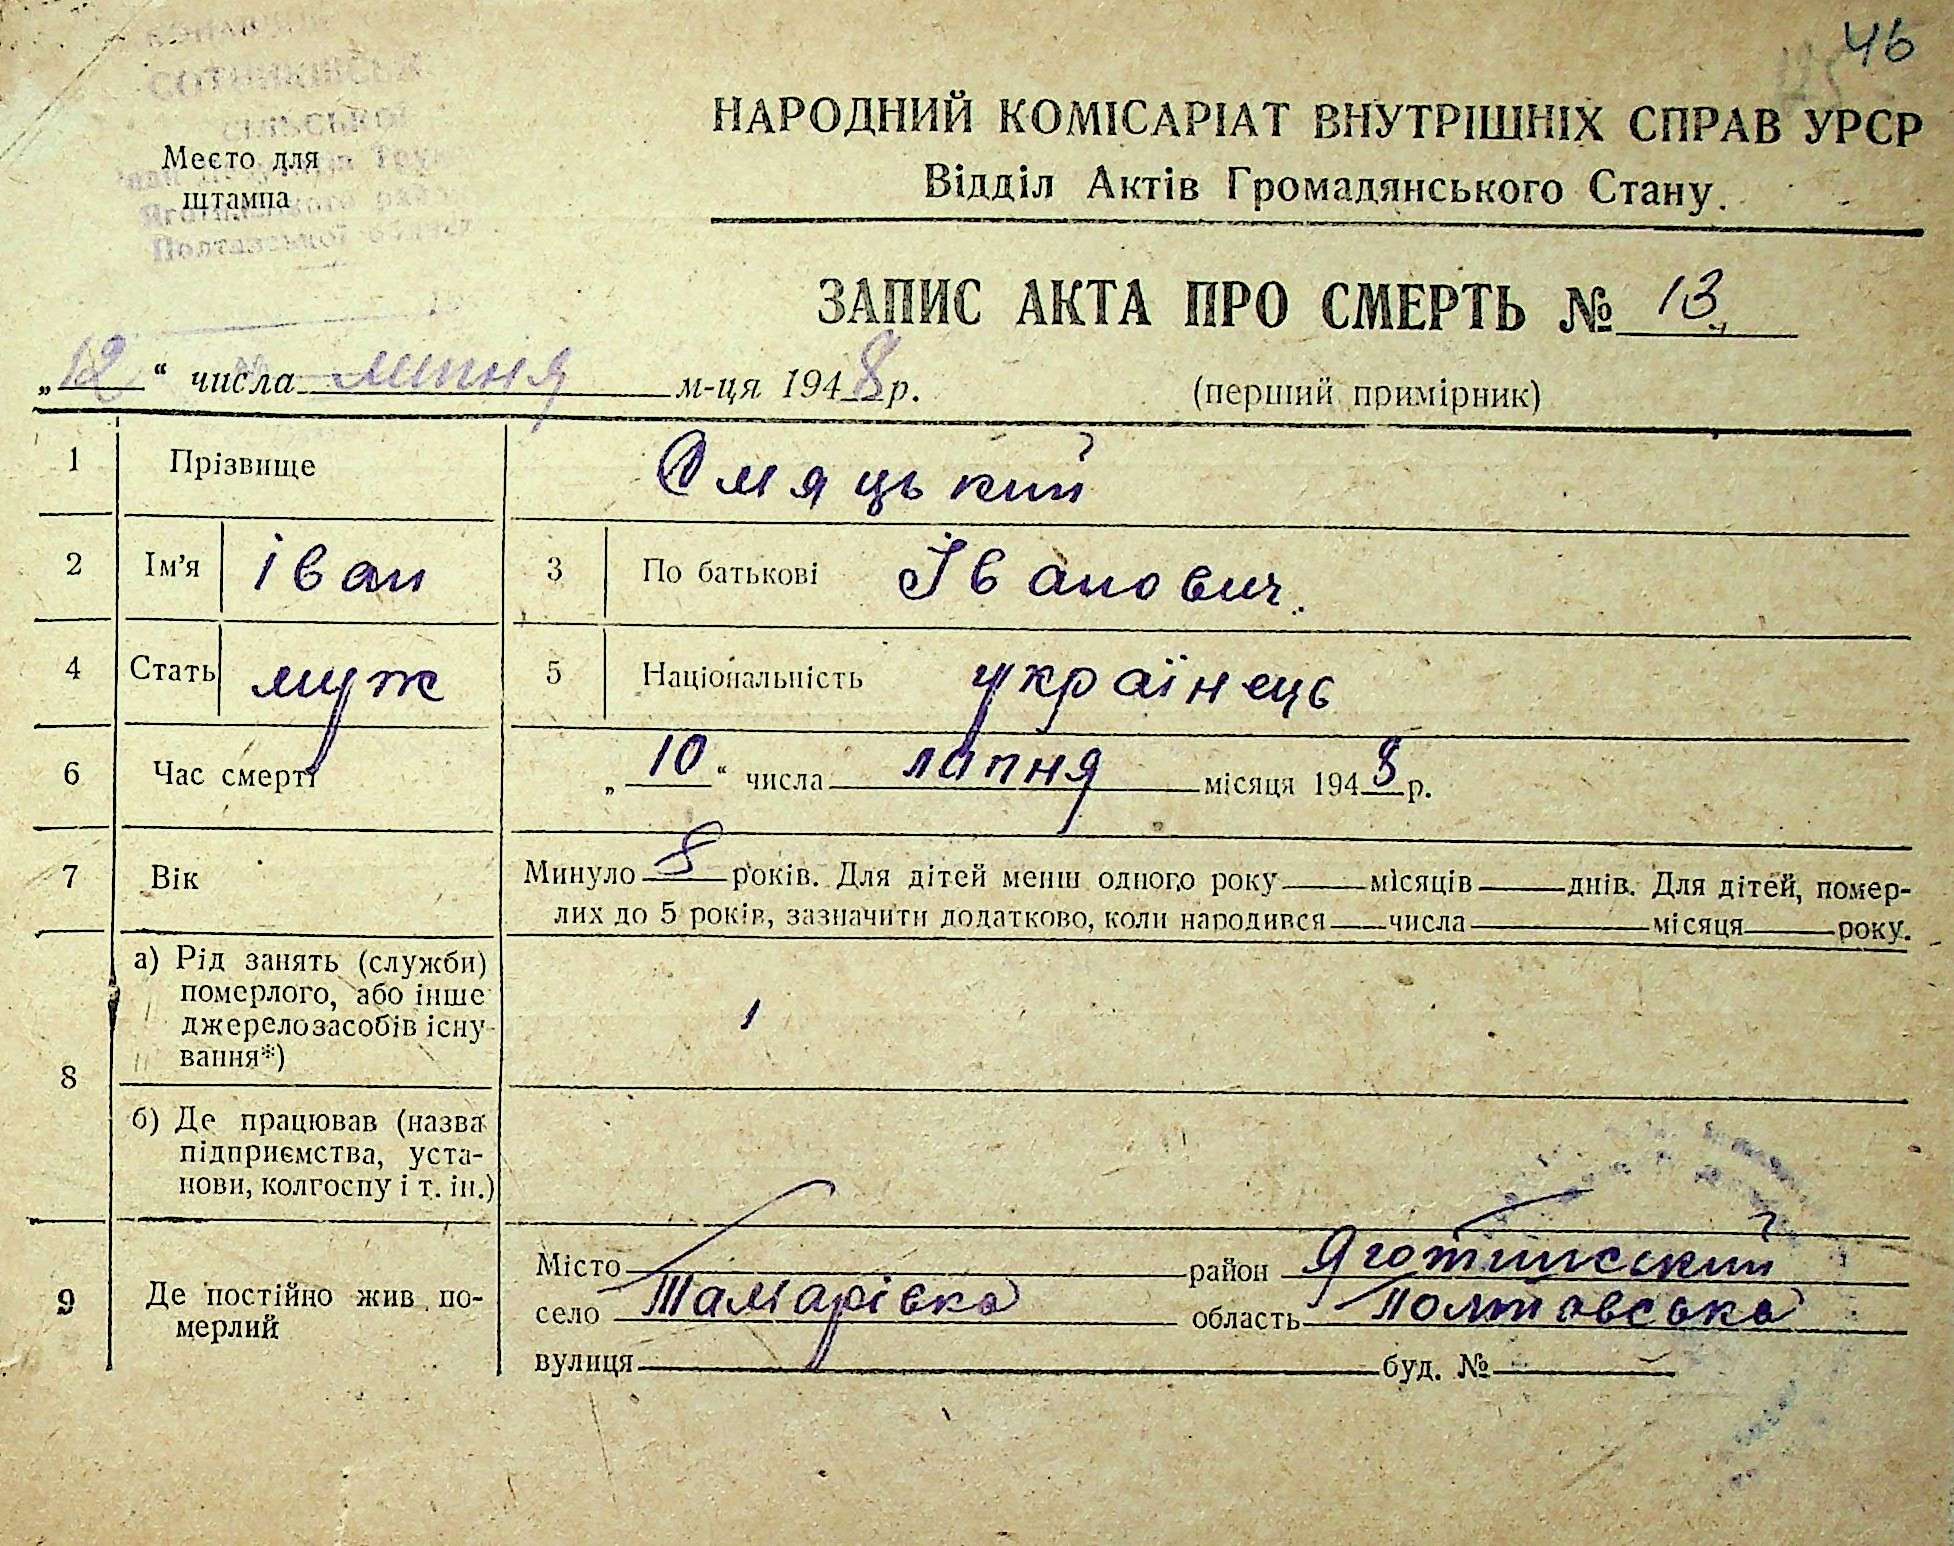 46
СОТНИКІВСЬК
СІЛЬСЬКОЇ
Место для
штампа
Полтавської області
НАРОДНИЙ КОМІСАРІАТ ВНУТРІШНІХ СПРАВ УРСР
Відділ Актів Громадянського Стану.
ЗАПИС АКТА ПРО СМЕРТЬ № 13
„12“ числа липня м-ця 1948 р. (перший примірник)
1 Прізвище Смяцький
2 Ім'я Іван 3 По батькові Іванович.
4 Стать муж 5 Національність українець
6 Час смерті „10“ числа липня місяця 1948 р.
7 Вік Минуло 8 років. Для дітей менш одного року місяців днів. Для дітей, помер-
лих до 5 років, зазначити додатково, коли народився числа місяця року.
8 а) Рід занять (служби)
померлого, або інше
джерело засобів існу-
вання*)
б) Де працював (назва
підприємства, уста-
нови, колгоспу і т. ін.)
9 Де постійно жив по-
мерлий
Місто район Яготинський
село Тамарівка область Полтавська
вулиця буд. №